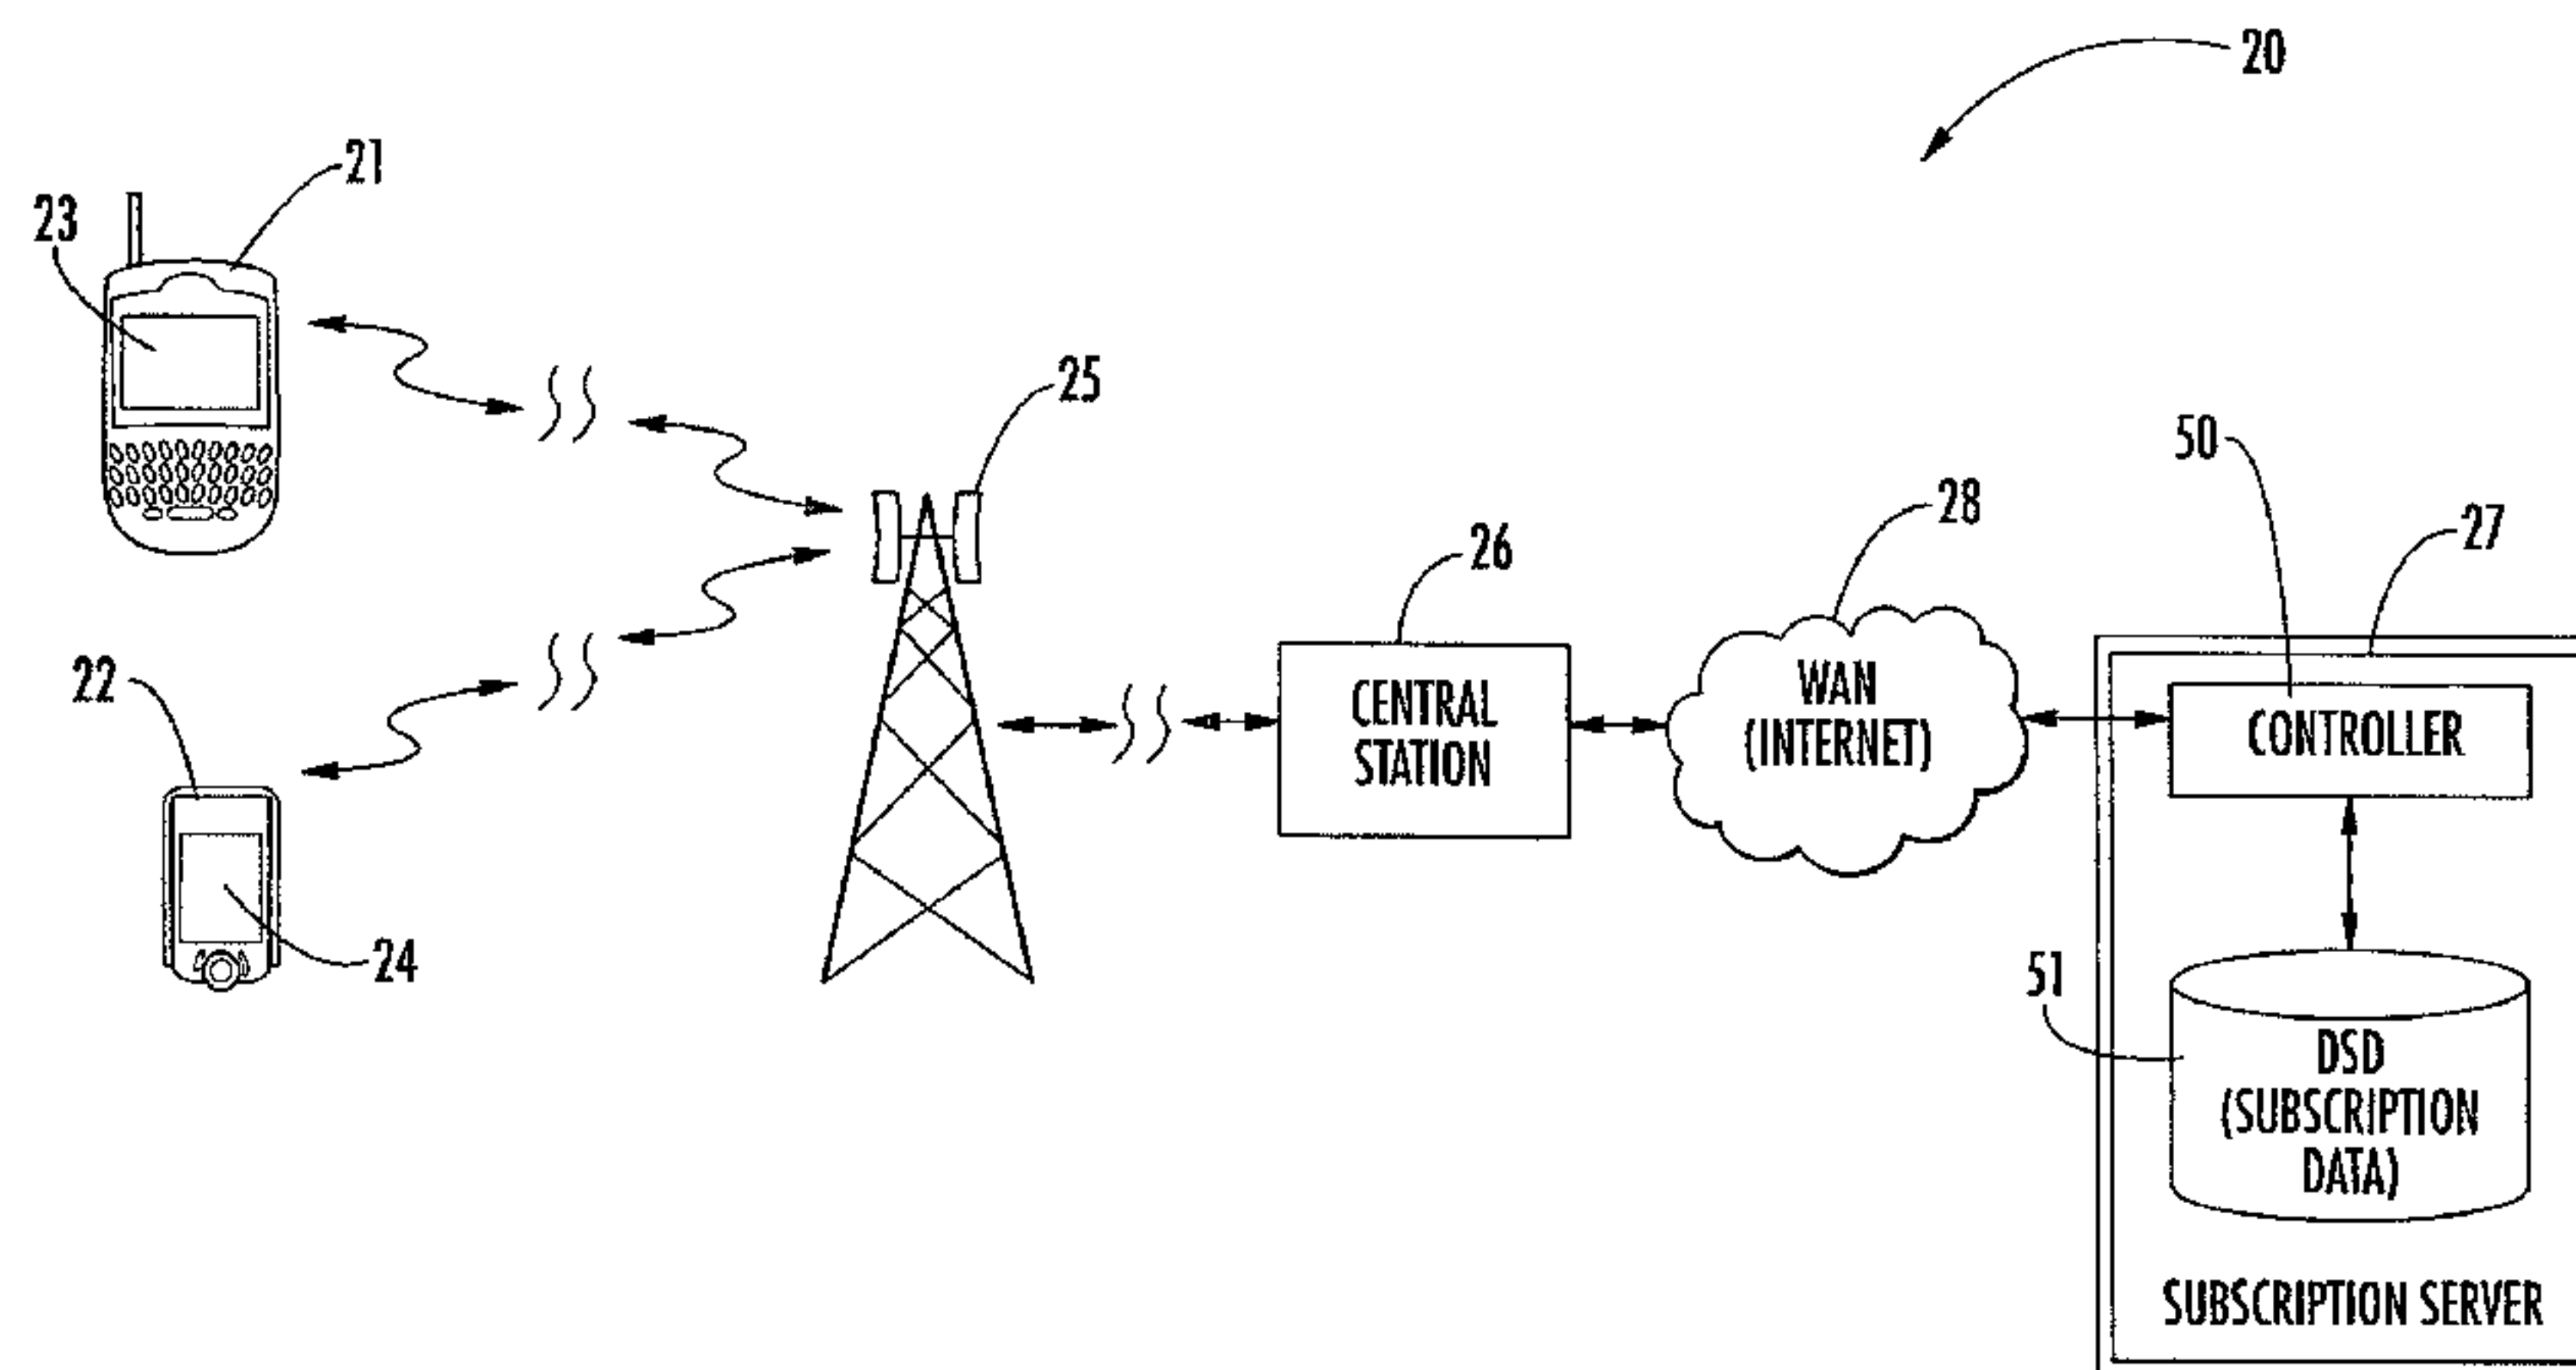 20
21
23
25
50
28
27
26
22
WAN
(INTERNET)
CENTRAL
STATION
CONTROLLER
24
51
DSD
(SUBSCRIPTION
DATA)
SUBSCRIPTION SERVER